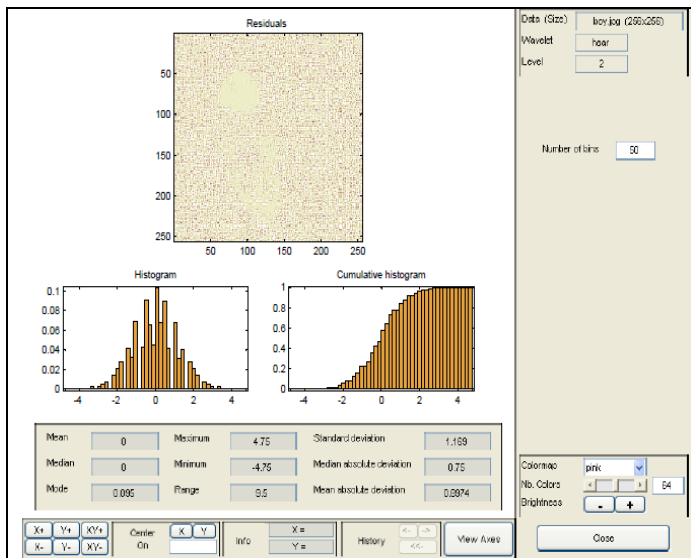 Residuals
50
100
150
200
250
50 100 150 200 250
Histogram
0.1
0.08
0.06
0.04
0.02
0
-4 -2 0 2 4
Cumulative histogram
1
0.8
0.6
0.4
0.2
0
-4 -2 0 2 4
Mean 0 Maximum 4.75 Standard deviation 1.169
Median 0 Minimum -4.75 Median absolute deviation 0.75
Mode 0.095 Range 9.5 Mean absolute deviation 0.8974
X+ Y+ XY+
X- Y- XY-
Center
On
X Y
Info
X =
Y =
History
<- ->
<<-
View Axes
Data (Size) boy.jpg (256x256)
Wavelet haar
Level 2
Number of bins 50
Colormap pink
Nb. Colors 64
Brightness - +
Close